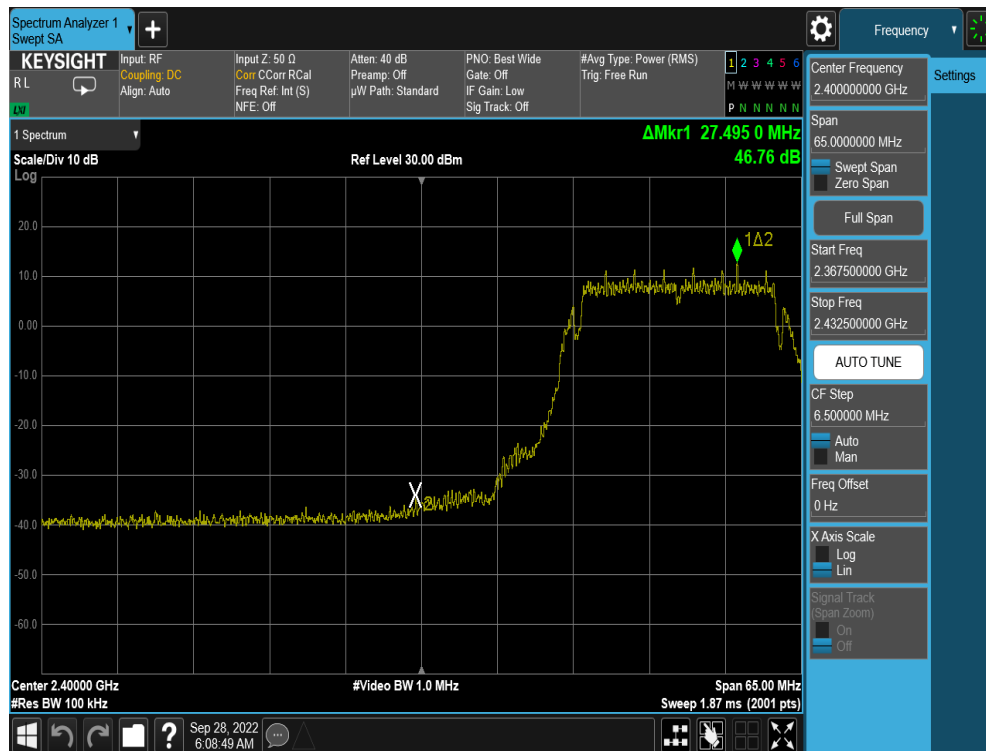 Spectrum Analyzer 1
Swept SA
+
Frequency
KEYSIGHT
R L
LXI
Input: RF
Coupling: DC
Align: Auto
Input Z: 50 Ω
Corr CCorr RCal
Freq Ref: Int (S)
NFE: Off
Atten: 40 dB
Preamp: Off
µW Path: Standard
PNO: Best Wide
Gate: Off
IF Gain: Low
Sig Track: Off
#Avg Type: Power (RMS)
Trig: Free Run
1 2 3 4 5 6
M W W W W W
P N N N N N
1 Spectrum
ΔMkr1 27.495 0 MHz
46.76 dB
Scale/Div 10 dB
Ref Level 30.00 dBm
Log
20.0
10.0
0.00
-10.0
-20.0
-30.0
-40.0
-50.0
-60.0
1Δ2
X2
Center 2.40000 GHz
#Video BW 1.0 MHz
Span 65.00 MHz
#Res BW 100 kHz
Sweep 1.87 ms (2001 pts)
Center Frequency
2.400000000 GHz
Settings
Span
65.0000000 MHz
Swept Span
Zero Span
Full Span
Start Freq
2.367500000 GHz
Stop Freq
2.432500000 GHz
AUTO TUNE
CF Step
6.500000 MHz
Auto
Man
Freq Offset
0 Hz
X Axis Scale
Log
Lin
Signal Track
(Span Zoom)
On
Off
?
Sep 28, 2022
6:08:49 AM